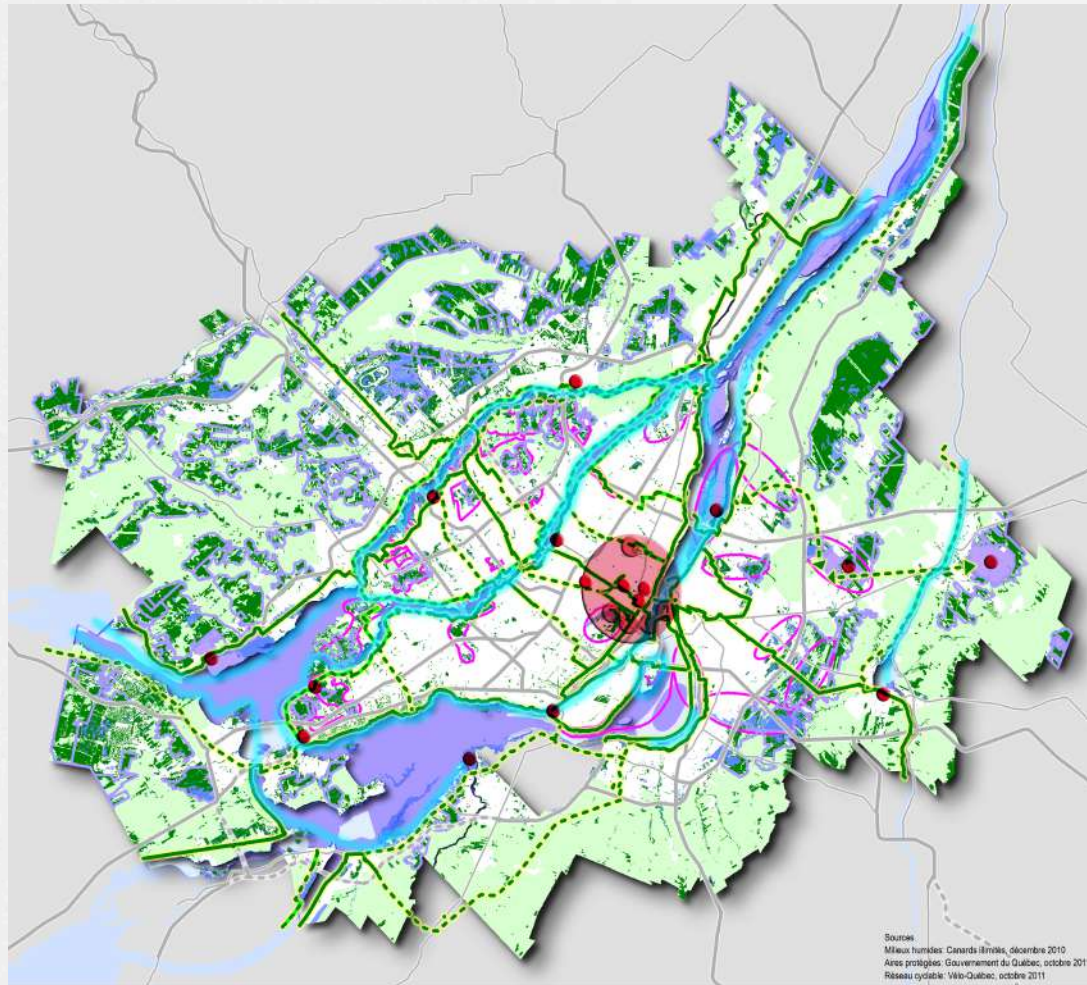 Sources
Milieux humides: Canards illimités, décembre 2010
Aires protégées: Gouvernement du Québec, octobre 201
Réseau cyclable: Vélo-Québec, octobre 2011